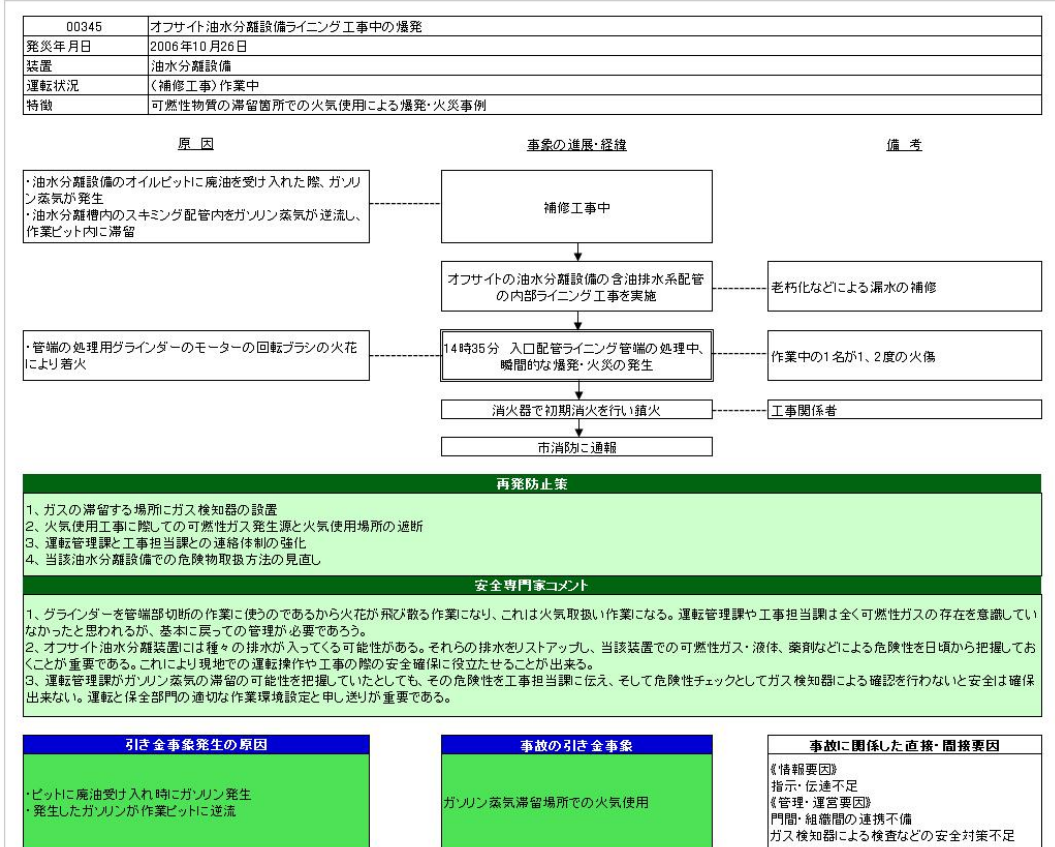 00345 オフサイト油水分離設備ライニング工事中の爆発
発災年月日 2006年10月26日
装置 油水分離設備
運転状況 (補修工事)作業中
特徴 可燃性物質の滞留箇所での火気使用による爆発・火災事例
原 因 事象の進展・経緯 備 考
・油水分離設備のオイルピットに廃油を受け入れた際、ガソリ
ン蒸気が発生
・油水分離槽内のスキミング配管内をガソリン蒸気が逆流し、
作業ピット内に滞留
補修工事中
オフサイトの油水分離設備の含油排水系配管
の内部ライニング工事を実施
老朽化などによる漏水の補修
・管端の処理用グラインダーのモーターの回転ブラシの火花
により着火
14時35分 入口配管ライニング管端の処理中、
瞬間的な爆発・火災の発生
作業中の1名が1、2度の火傷
消火器で初期消火を行い鎮火
工事関係者
市消防に通報
再発防止策
1、ガスの滞留する場所にガス検知器の設置
2、火気使用工事に際しての可燃性ガス発生源と火気使用場所の遮断
3、運転管理課と工事担当課との連絡体制の強化
4、当該油水分離設備での危険物取扱方法の見直し
安全専門家コメント
1、グラインダーを管端部切断の作業に使うのであるから火花が飛び散る作業になり、これは火気取扱い作業になる。運転管理課や工事担当課は全く可燃性ガスの存在を意識してい
なかったと思われるが、基本に戻っての管理が必要であろう。
2、オフサイト油水分離装置には種々の排水が入ってくる可能性がある。それらの排水をリストアップし、当該装置での可燃性ガス・液体、薬剤などによる危険性を日頃から把握してお
くことが重要である。これにより現地での運転操作や工事の際の安全確保に役立たせることが出来る。
3、運転管理課がガソリン蒸気の滞留の可能性を把握していたとしても、その危険性を工事担当課に伝え、そして危険性チェックとしてガス検知器による確認を行わないと安全は確保
出来ない。運転と保全部門の適切な作業環境設定と申し送りが重要である。
引き金事象発生の原因
・ピットに廃油受け入れ時にガソリン発生
・発生したガソリンが作業ピットに逆流
事故の引き金事象
ガソリン蒸気滞留場所での火気使用
事故に関係した直接・間接要因
《情報要因》
指示・伝達不足
《管理・運営要因》
門間・組織間の連携不備
ガス検知器による検査などの安全対策不足